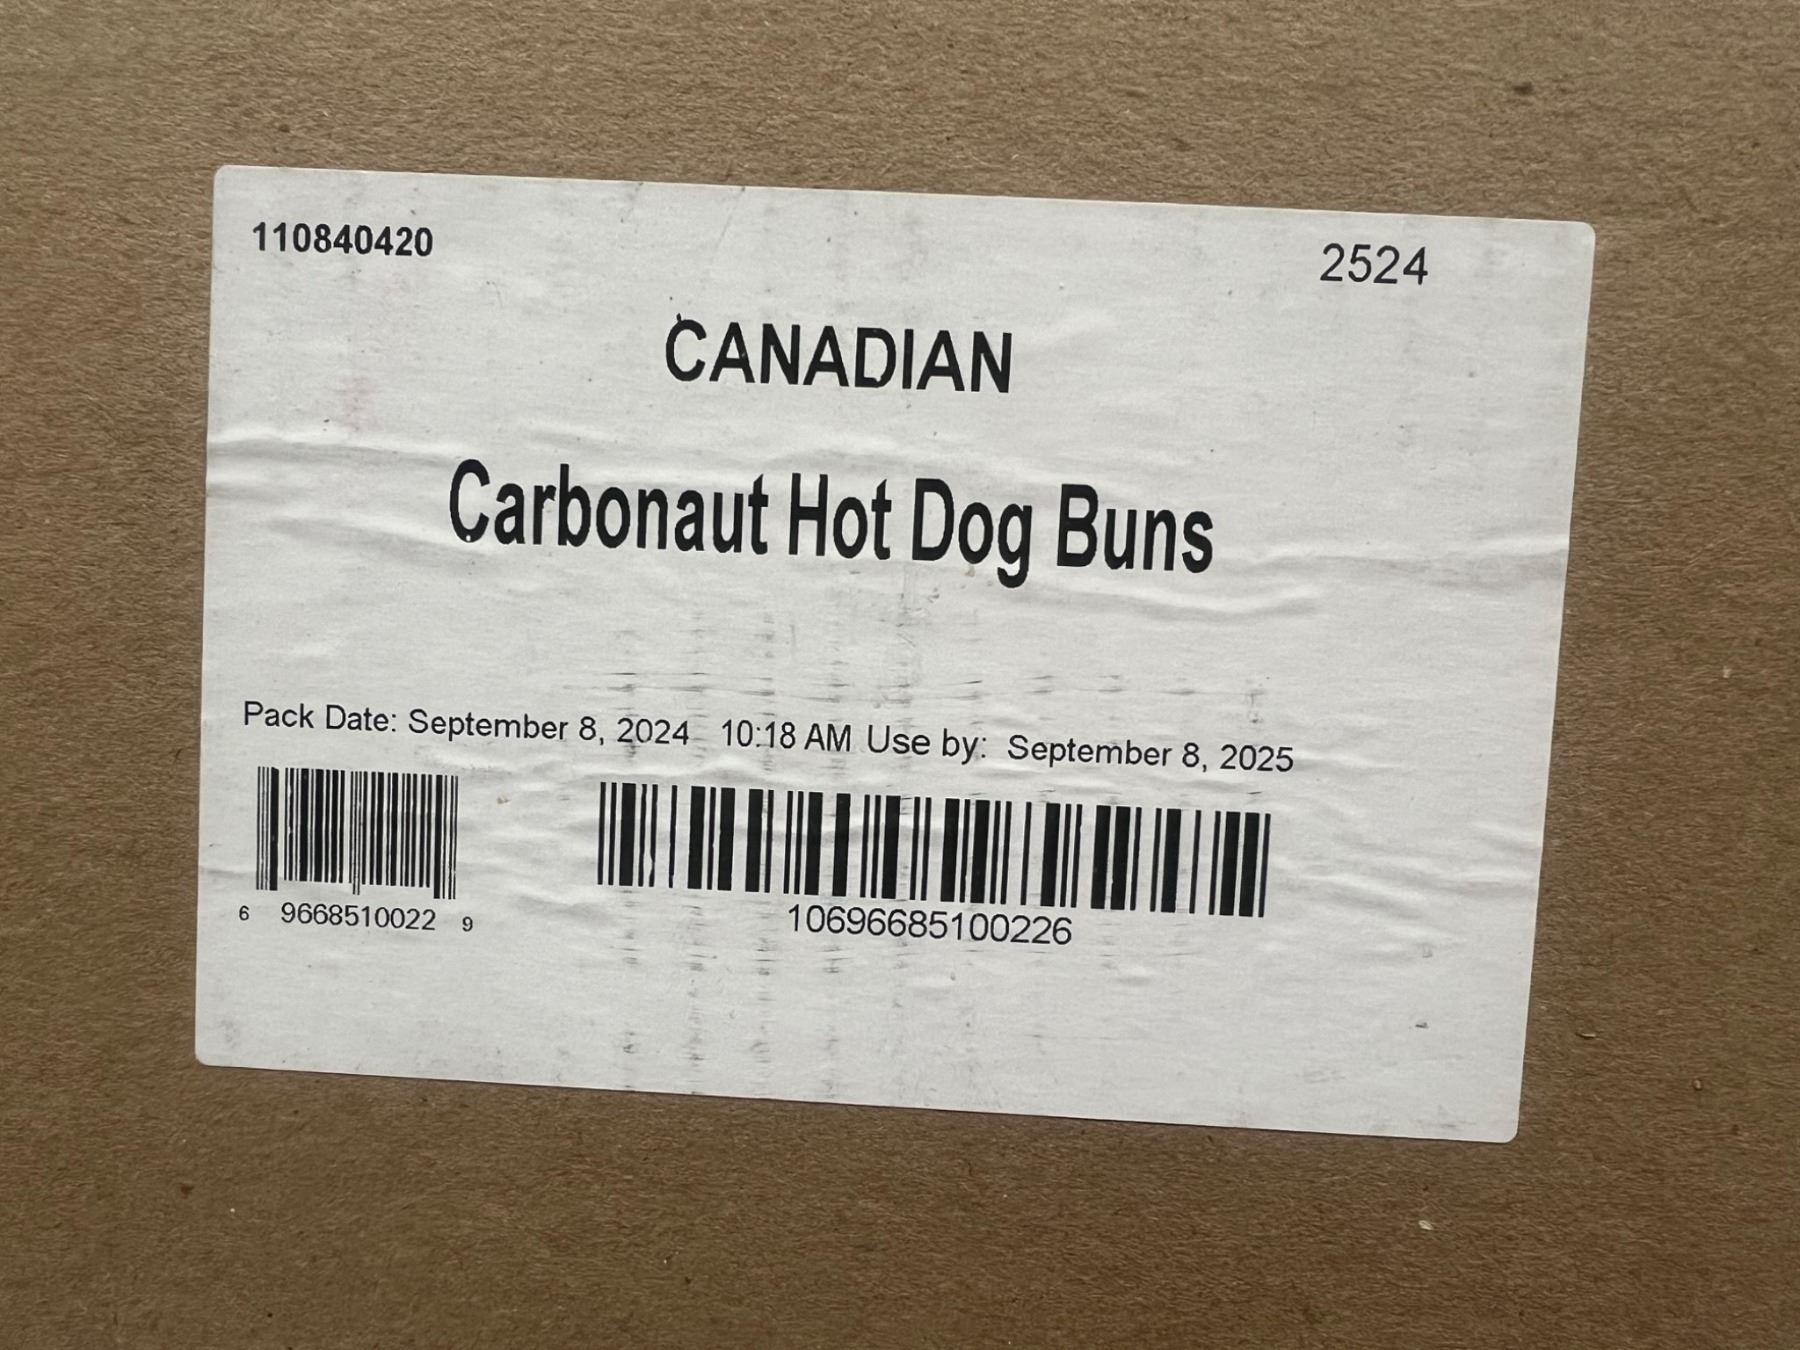 110840420 2524
CANADIAN
Carbonaut Hot Dog Buns
Pack Date: September 8, 2024 10:18 AM Use by: September 8, 2025
6 9668510022 9 10696685100226